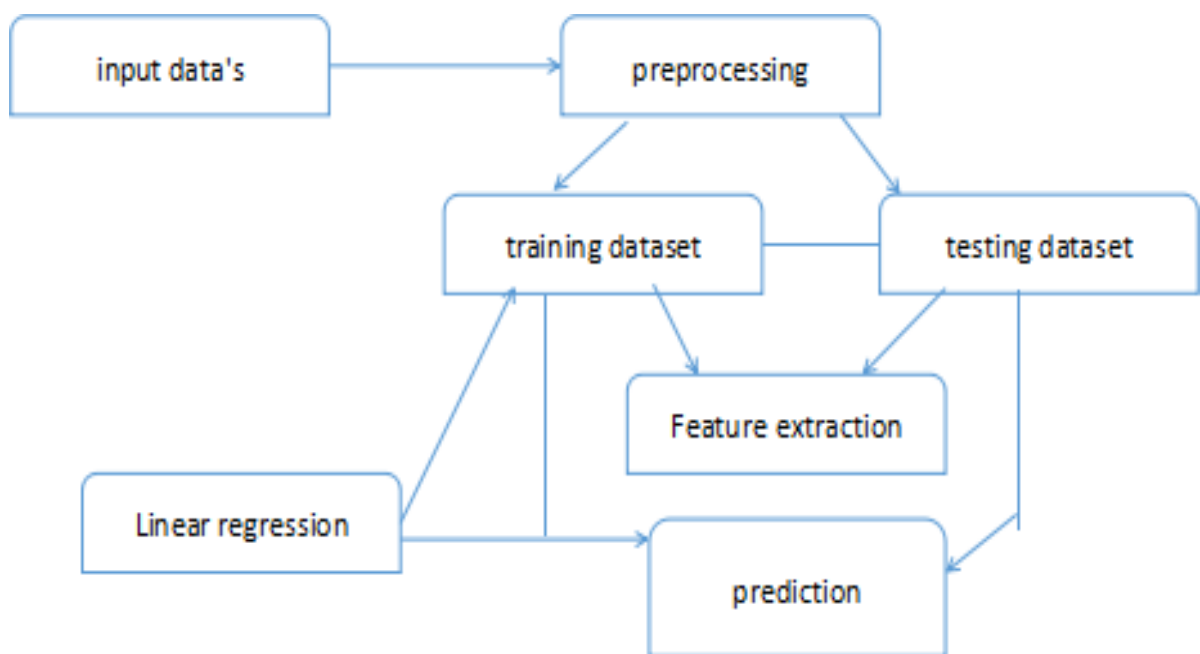 input data's
preprocessing
training dataset
testing dataset
Feature extraction
Linear regression
prediction